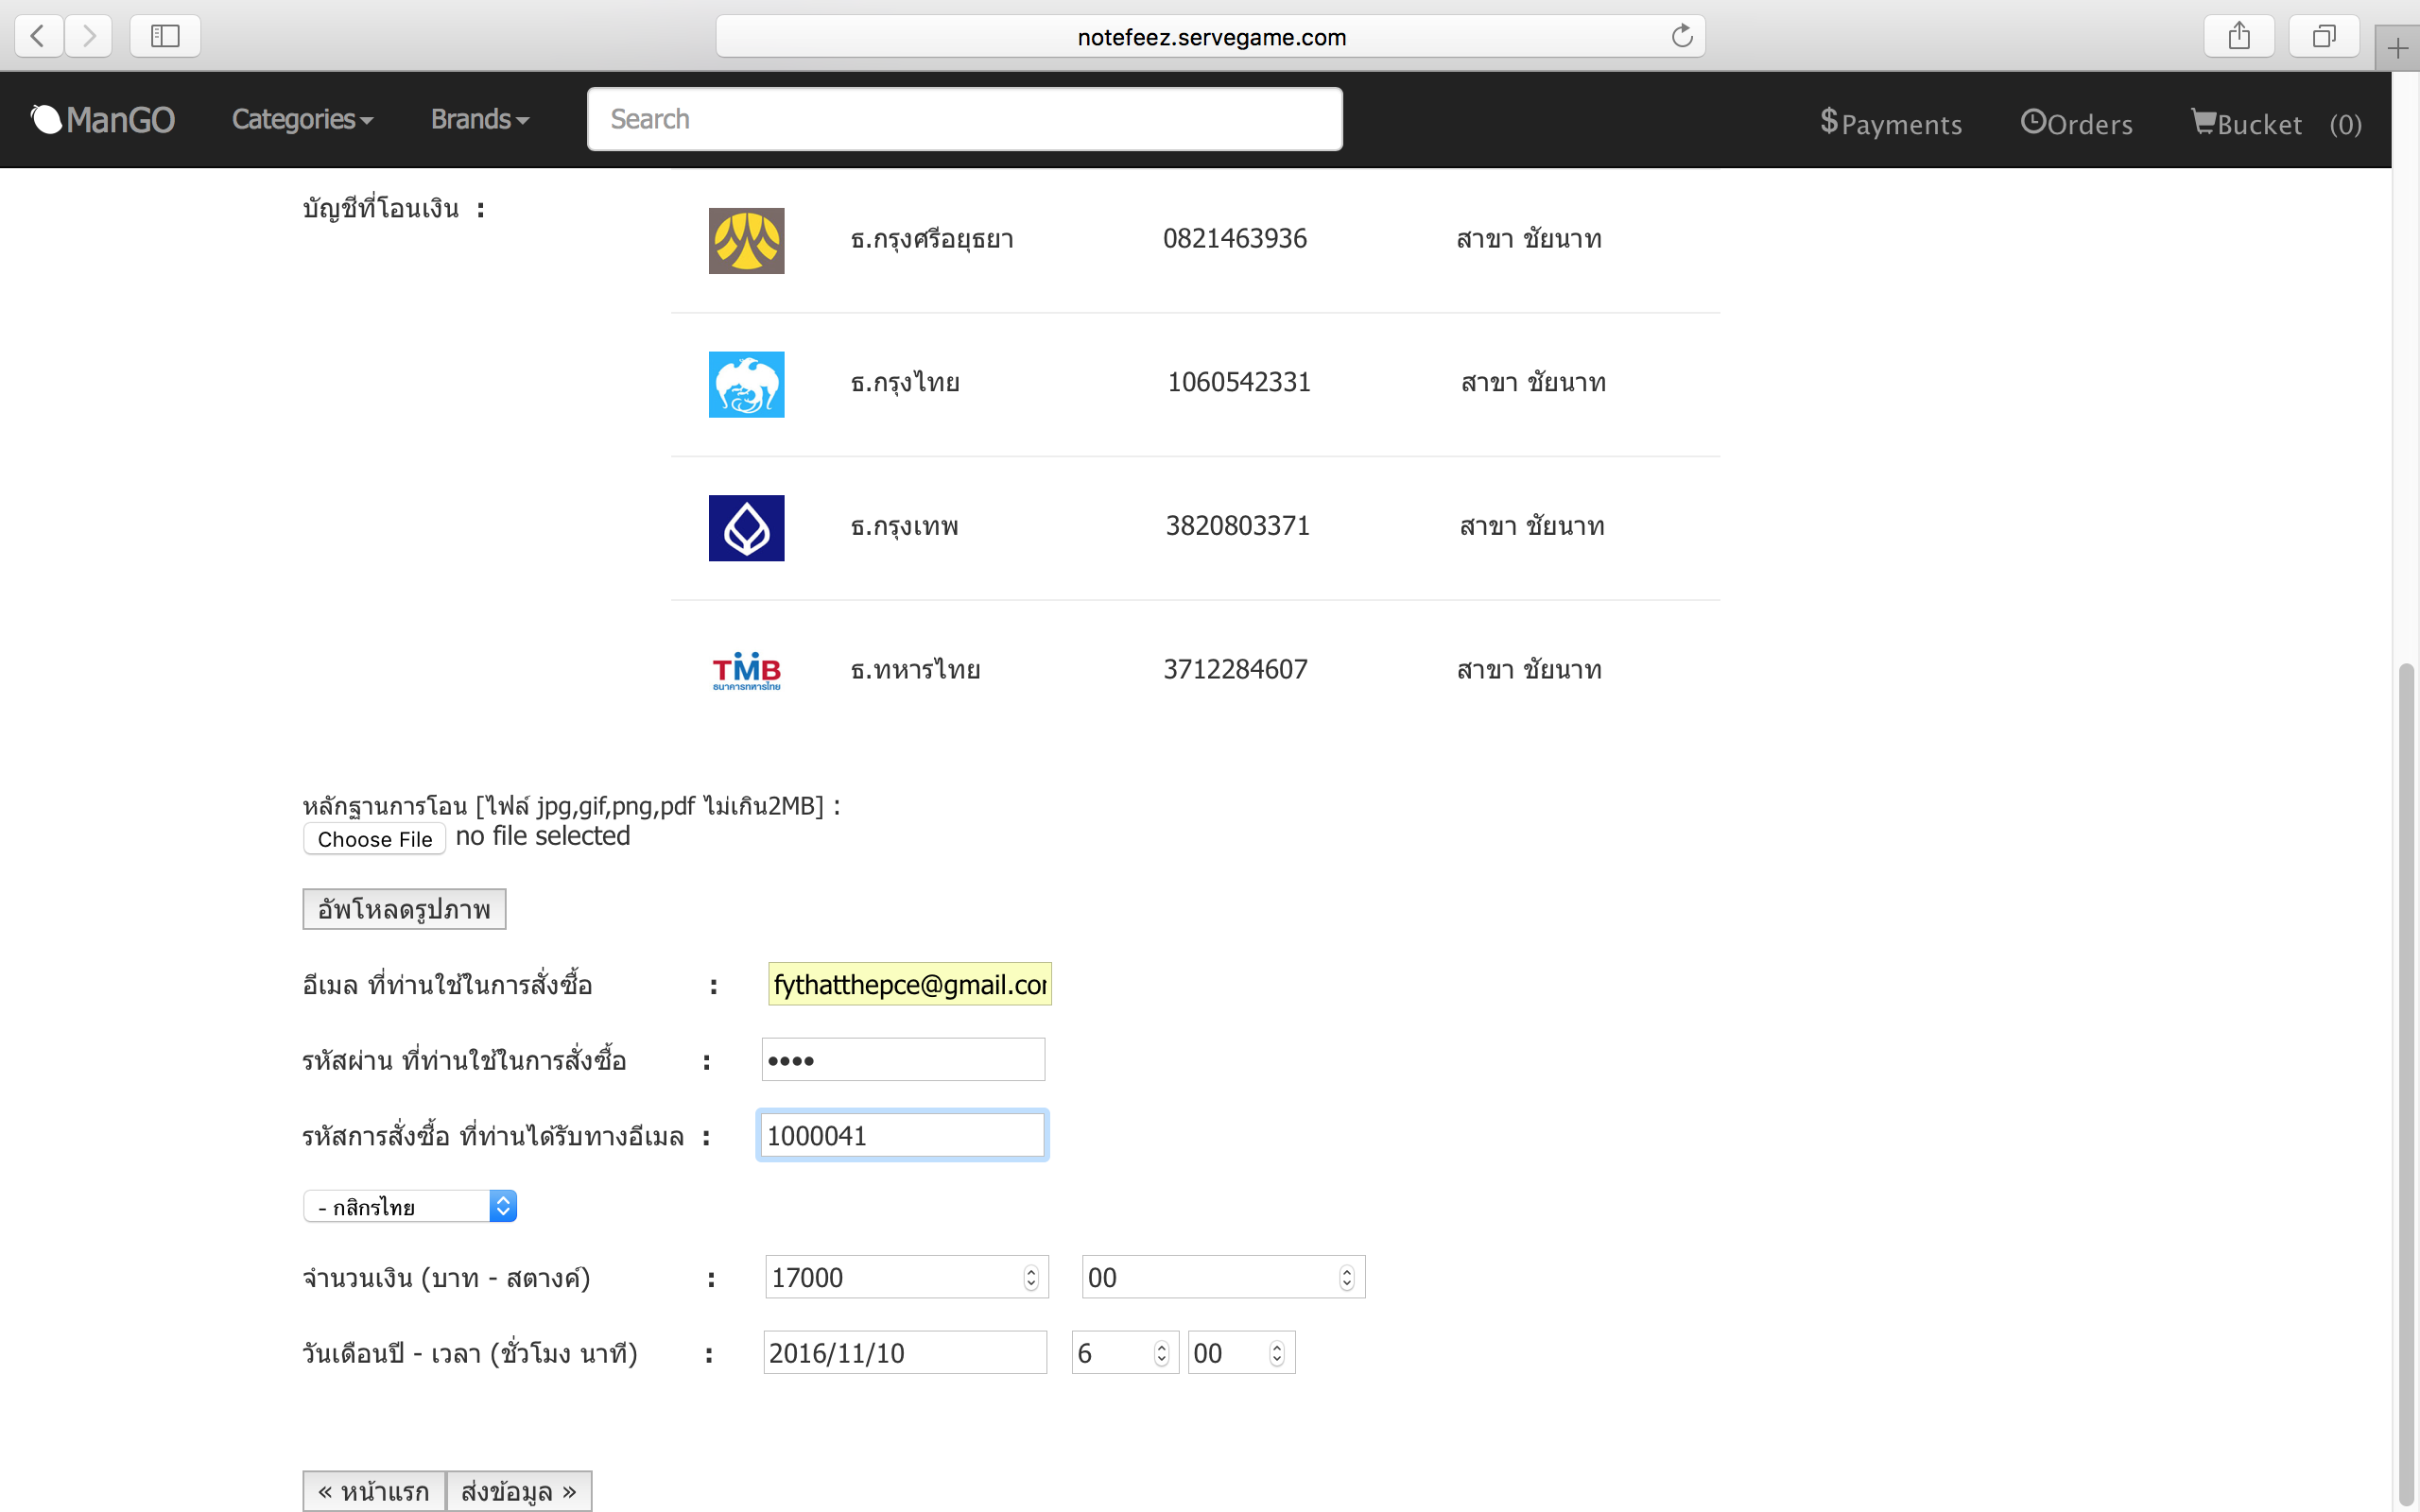 notefeez.servegame.com
ManGO Categories Brands Search $Payments Orders Bucket (0)
บัญชีที่โอนเงิน :
ธ.กรุงศรีอยุธยา 0821463936 สาขา ชัยนาท
ธ.กรุงไทย 1060542331 สาขา ชัยนาท
ธ.กรุงเทพ 3820803371 สาขา ชัยนาท
TMB
ธนาคารทหารไทย
ธ.ทหารไทย 3712284607 สาขา ชัยนาท
หลักฐานการโอน [ไฟล์ jpg,gif,png,pdf ไม่เกิน2MB] :
Choose File no file selected
อัพโหลดรูปภาพ
อีเมล ที่ท่านใช้ในการสั่งซื้อ : fythatthepce@gmail.com
รหัสผ่าน ที่ท่านใช้ในการสั่งซื้อ : ••••
รหัสการสั่งซื้อ ที่ท่านได้รับทางอีเมล : 1000041
- กสิกรไทย
จำนวนเงิน (บาท - สตางค์) : 17000 00
วันเดือนปี - เวลา (ชั่วโมง นาที) : 2016/11/10 6 00
« หน้าแรก ส่งข้อมูล »